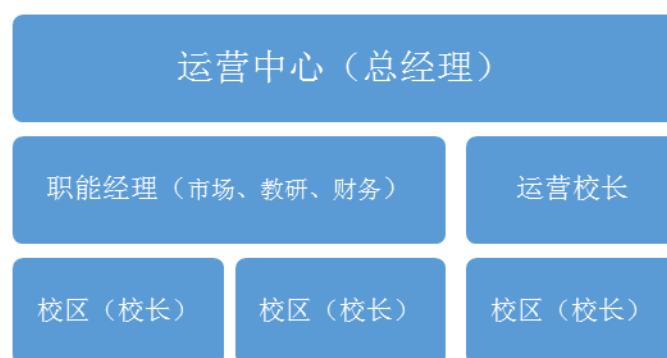 运营中心（总经理）
职能经理（市场、教研、财务）
运营校长
校区（校长）
校区（校长）
校区（校长）